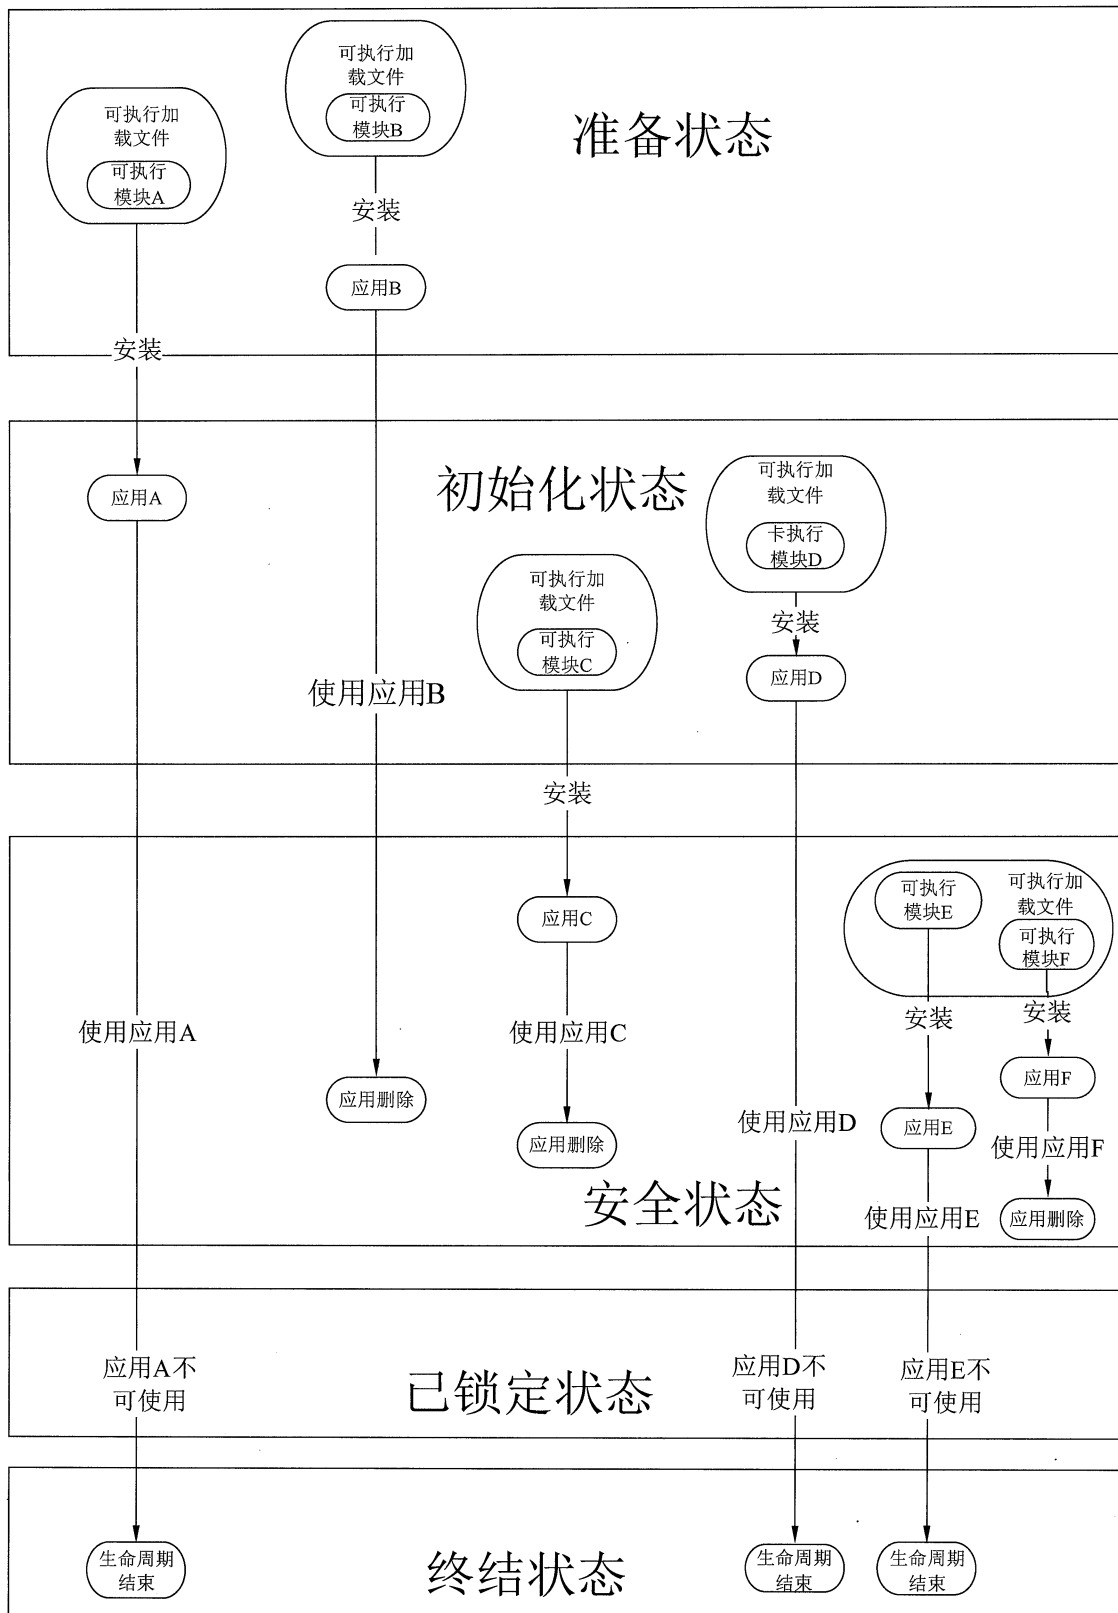 可执行加
载文件
可执行
模块A
可执行加
载文件
可执行
模块B
准备状态
安装
应用B
安装
应用A
初始化状态
可执行加
载文件
卡执行
模块D
可执行加
载文件
可执行
模块C
安装
应用D
使用应用B
安装
应用C
可执行
模块E
可执行加
载文件
可执行
模块F
使用应用A
使用应用C
安装
安装
应用F
应用删除
应用删除
使用应用D
应用E
使用应用F
安全状态
使用应用E
应用删除
应用A不
可使用
已锁定状态
应用D不
可使用
应用E不
可使用
生命周期
结束
终结状态
生命周期
结束
生命周期
结束